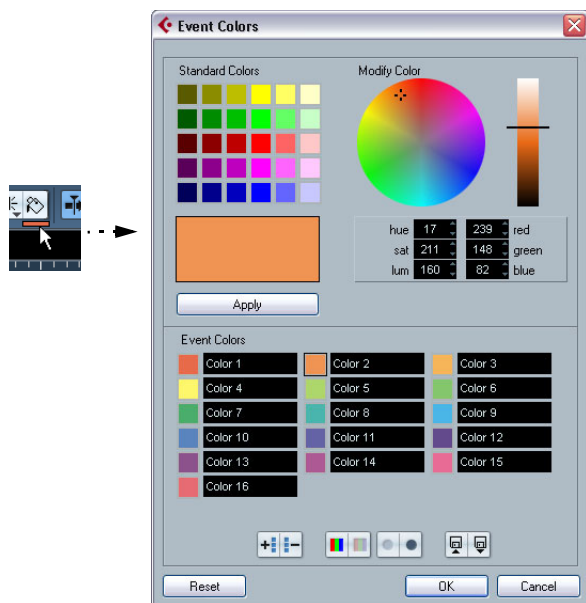 Event Colors
Standard Colors
Modify Color
hue 17 239 red
sat 211 148 green
lum 160 82 blue
Apply
Event Colors
Color 1 Color 2 Color 3
Color 4 Color 5 Color 6
Color 7 Color 8 Color 9
Color 10 Color 11 Color 12
Color 13 Color 14 Color 15
Color 16
Reset OK Cancel